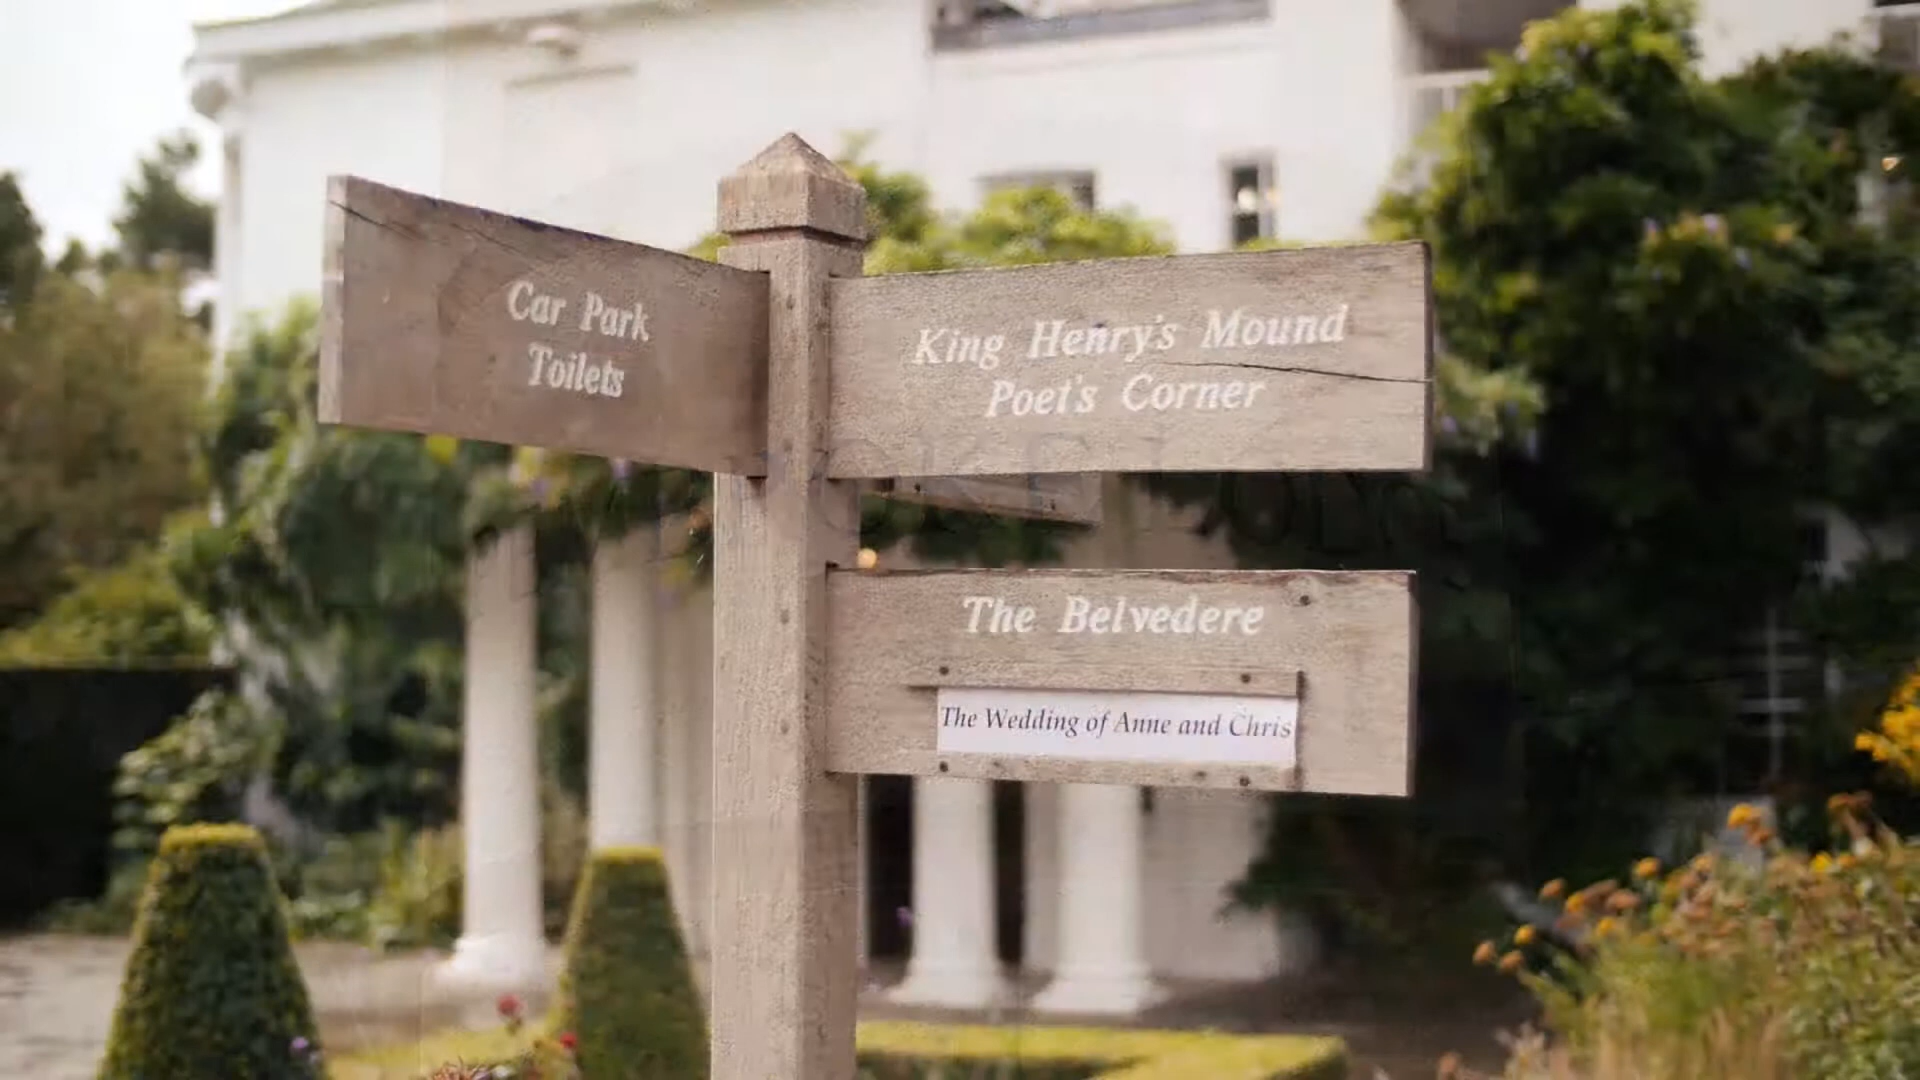 Car Park
Toilets
King Henry's Mound
Poet's Corner
The Belvedere
The Wedding of Anne and Chris